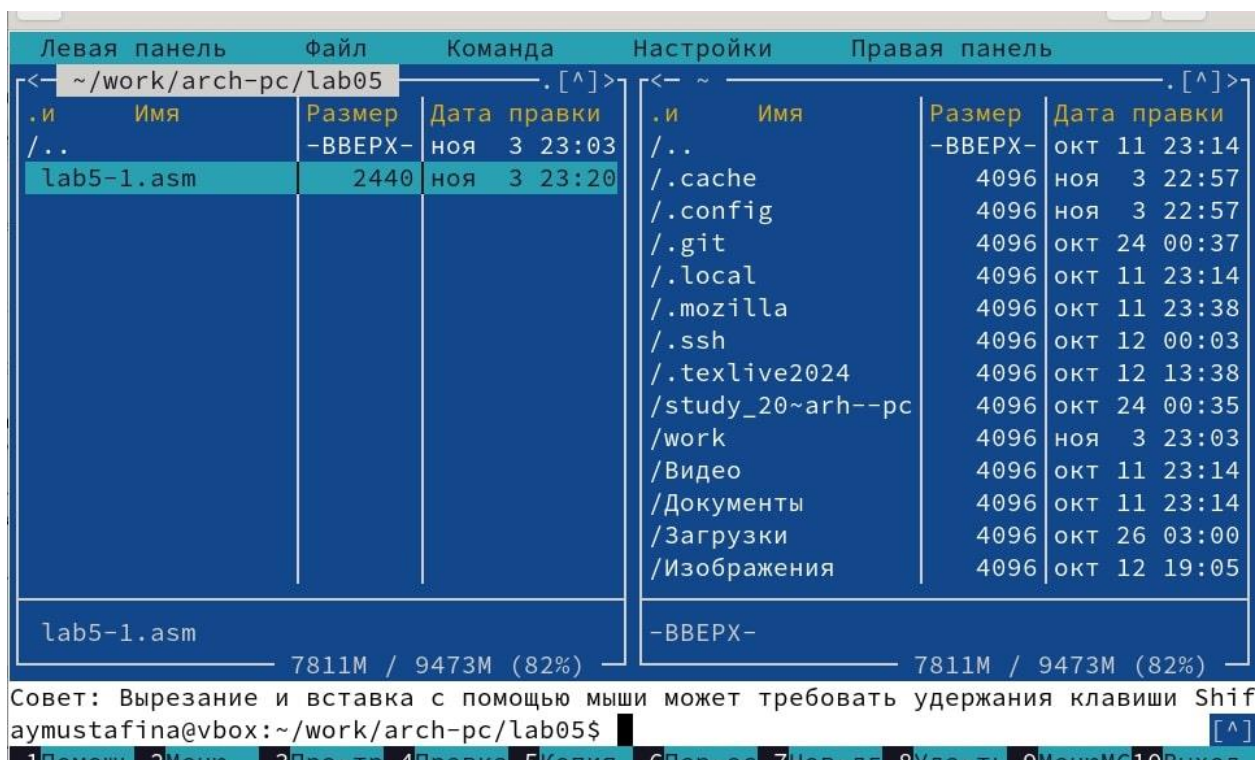 Левая панель Файл Команда Настройки Правая панель
<─ ~/work/arch-pc/lab05 ─.[^]> <─ ~ ─.[^]>
.и Имя Размер Дата правки .и Имя Размер Дата правки
/.. -ВВЕРХ- ноя 3 23:03 /.. -ВВЕРХ- окт 11 23:14
lab5-1.asm 2440 ноя 3 23:20 /.cache 4096 ноя 3 22:57
/.config 4096 ноя 3 22:57
/.git 4096 окт 24 00:37
/.local 4096 окт 11 23:14
/.mozilla 4096 окт 11 23:38
/.ssh 4096 окт 12 00:03
/.texlive2024 4096 окт 12 13:38
/study_20~arh--pc 4096 окт 24 00:35
/work 4096 ноя 3 23:03
/Видео 4096 окт 11 23:14
/Документы 4096 окт 11 23:14
/Загрузки 4096 окт 26 03:00
/Изображения 4096 окт 12 19:05
lab5-1.asm -ВВЕРХ-
7811M / 9473M (82%) 7811M / 9473M (82%)
Совет: Вырезание и вставка с помощью мыши может требовать удержания клавиши Shif
aymustafina@vbox:~/work/arch-pc/lab05$ [^]